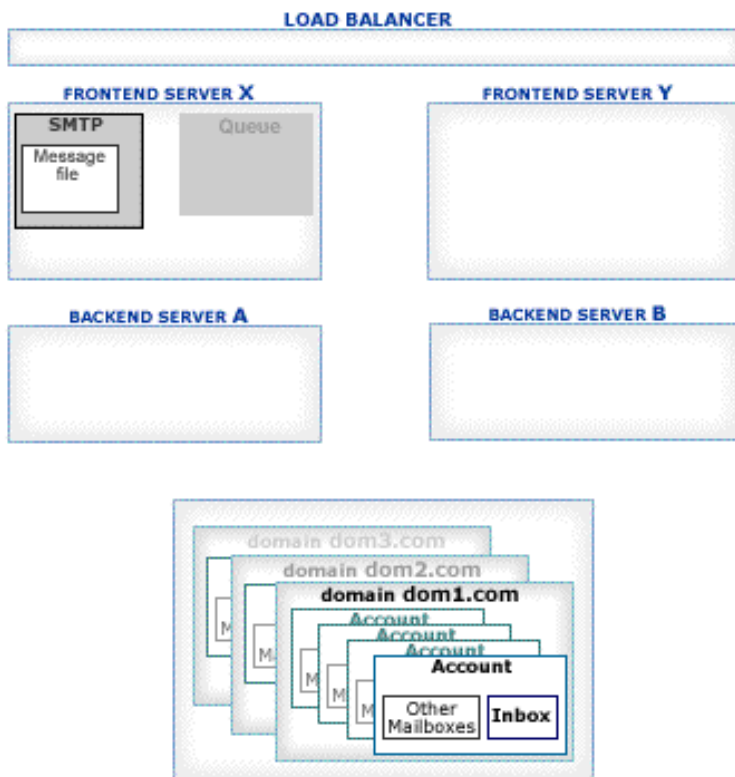 LOAD BALANCER
FRONTEND SERVER X
FRONTEND SERVER Y
SMTP
Queue
Message
file
BACKEND SERVER A
BACKEND SERVER B
domain dom3.com
domain dom2.com
domain dom1.com
Account
Account
Account
Account
M
Ma
M
M
M
Other
Mailboxes
Inbox